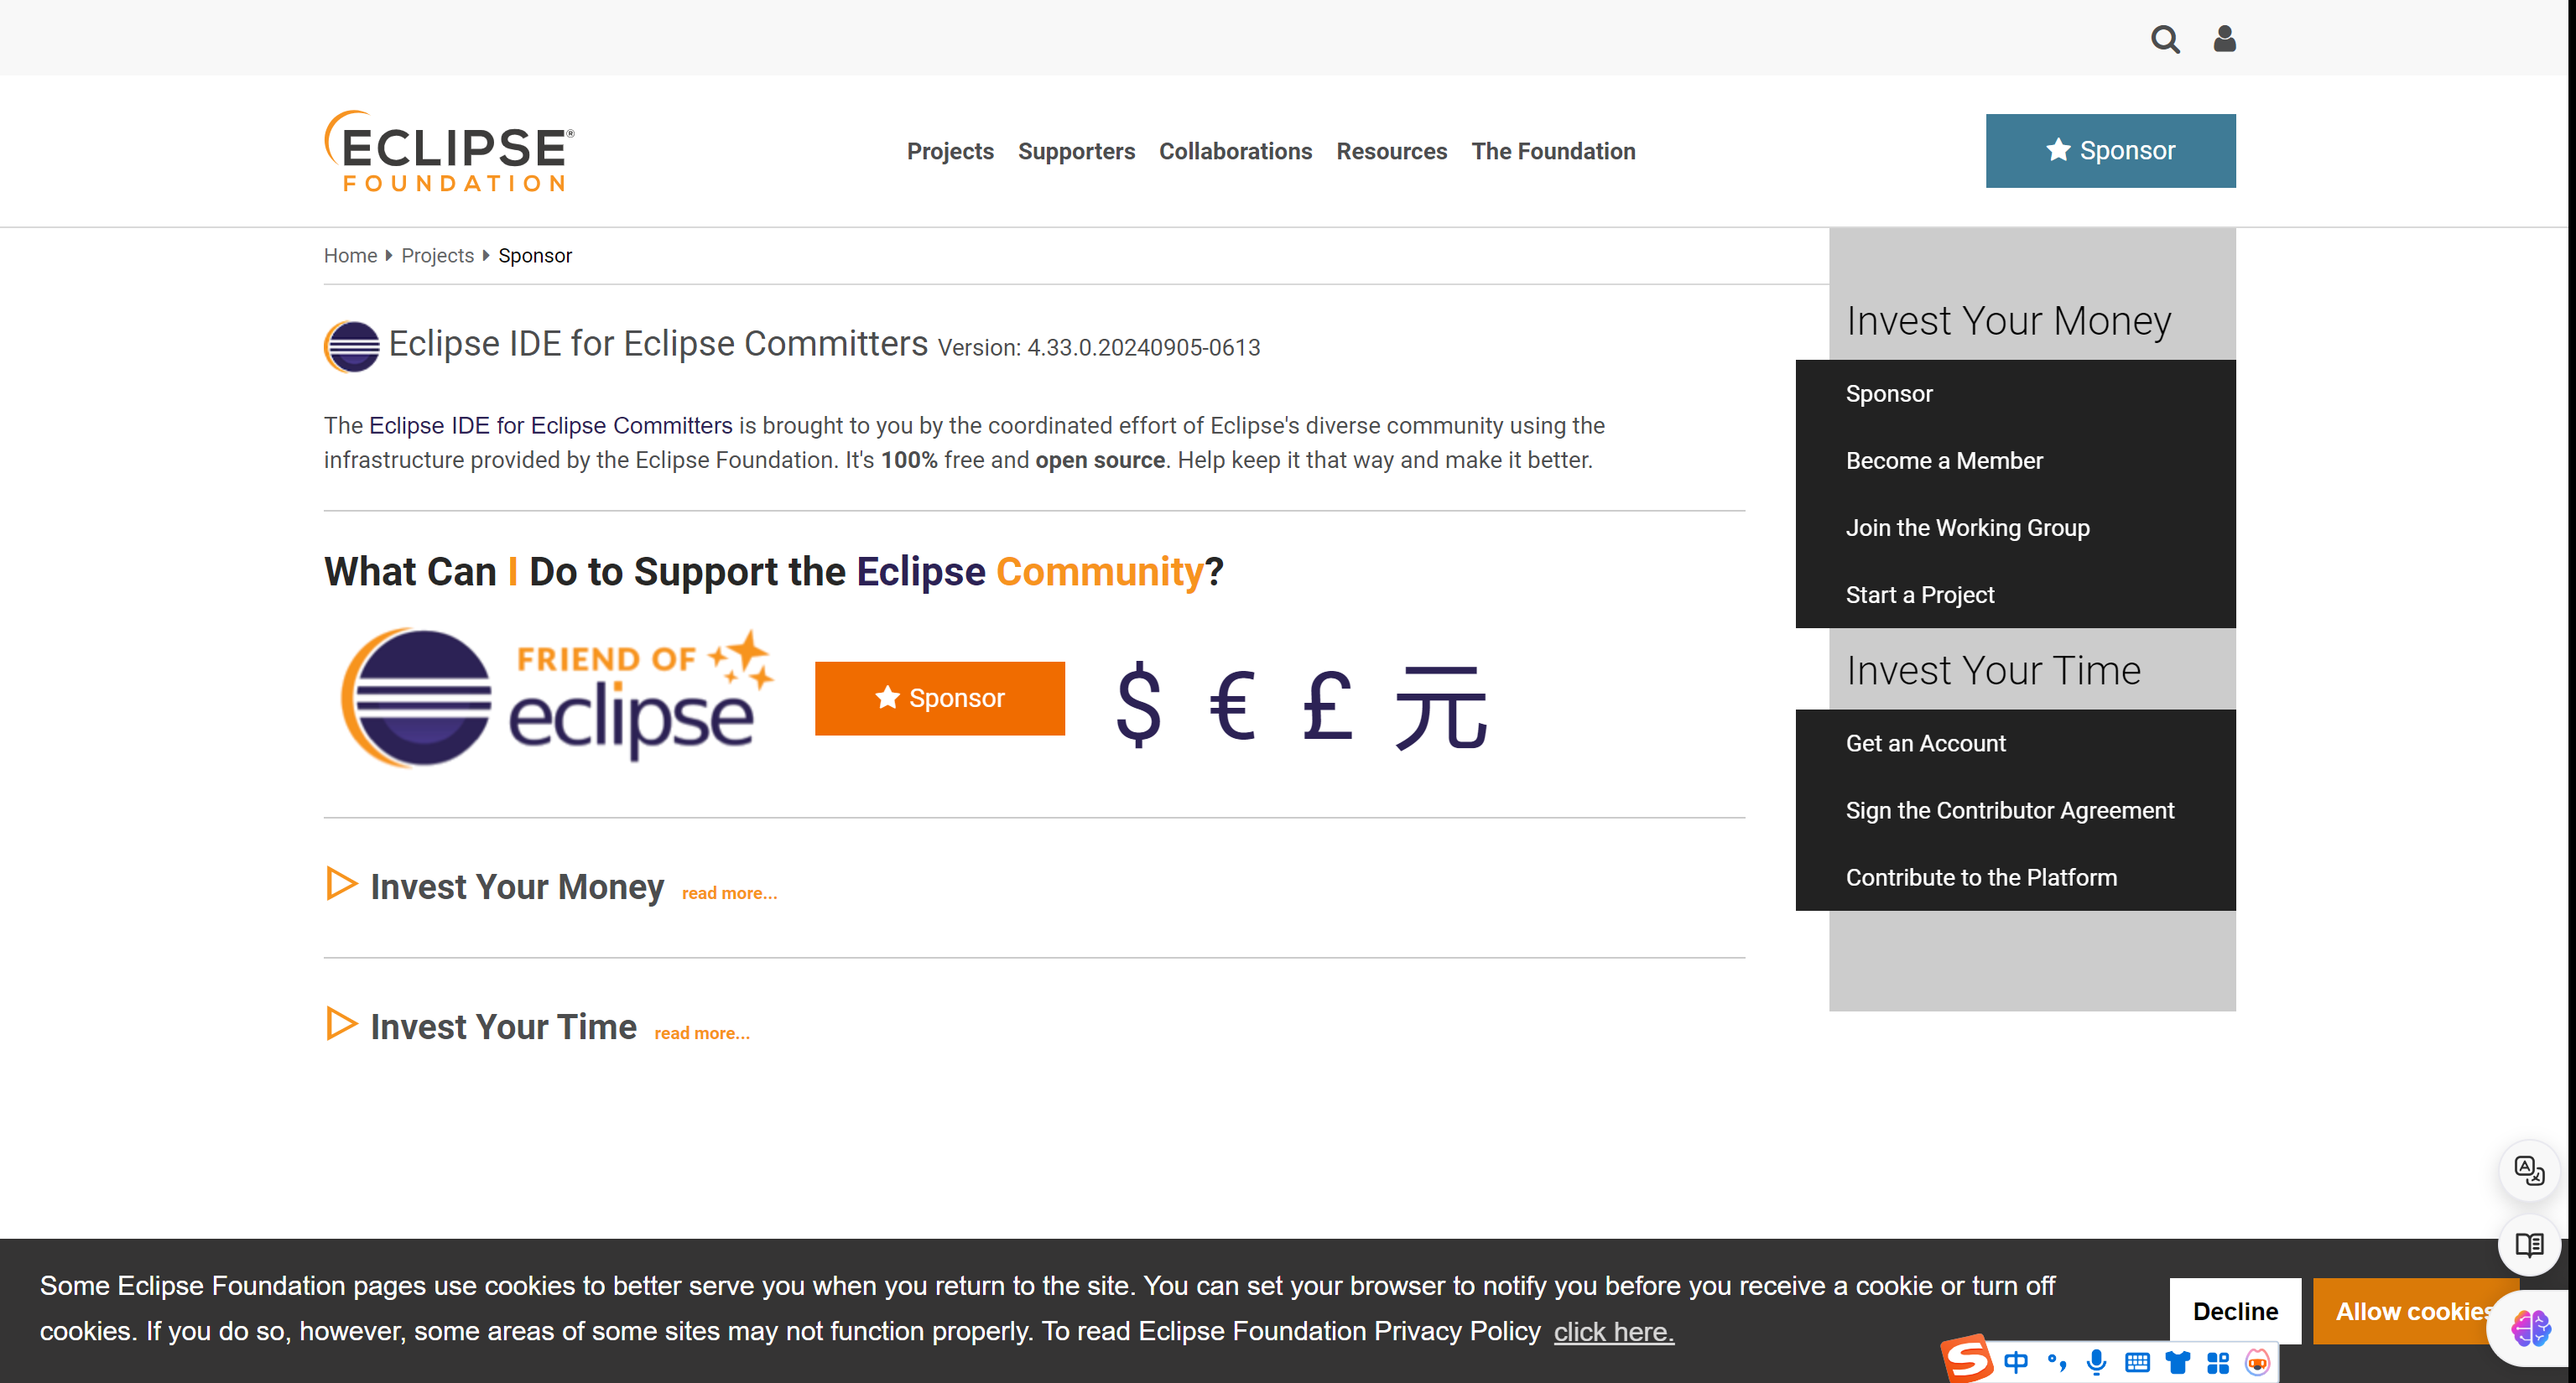 ECLIPSE®
FOUNDATION
Projects Supporters Collaborations Resources The Foundation
Sponsor
Home Projects Sponsor
Eclipse IDE for Eclipse Committers Version: 4.33.0.20240905-0613
The Eclipse IDE for Eclipse Committers is brought to you by the coordinated effort of Eclipse's diverse community using the
infrastructure provided by the Eclipse Foundation. It's 100% free and open source. Help keep it that way and make it better.
What Can I Do to Support the Eclipse Community?
FRIEND OF
eclipse
Sponsor
$ € £ 元
Invest Your Money read more...
Invest Your Time read more...
Invest Your Money
Sponsor
Become a Member
Join the Working Group
Start a Project
Invest Your Time
Get an Account
Sign the Contributor Agreement
Contribute to the Platform
Some Eclipse Foundation pages use cookies to better serve you when you return to the site. You can set your browser to notify you before you receive a cookie or turn off
cookies. If you do so, however, some areas of some sites may not function properly. To read Eclipse Foundation Privacy Policy click here.
Decline
Allow cookies
S 中 °,